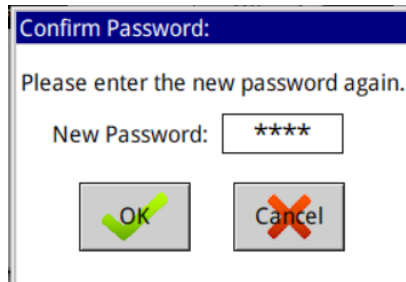 Confirm Password:
Please enter the new password again.
New Password: ****
OK Cancel